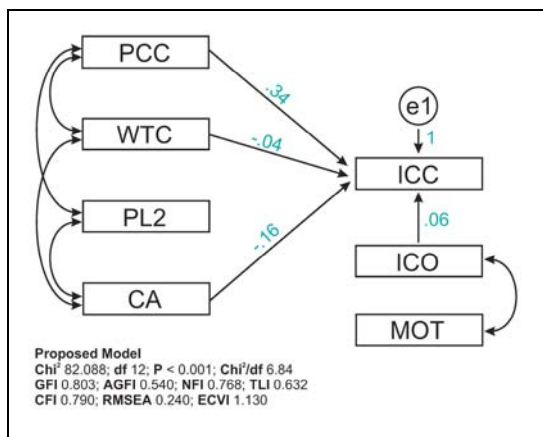 PCC
.34
e1
WTC
-.04
1
ICC
PL2
-.16
.06
ICO
CA
MOT
Proposed Model
Chi² 82.088; df 12; P < 0.001; Chi²/df 6.84
GFI 0.803; AGFI 0.540; NFI 0.768; TLI 0.632
CFI 0.790; RMSEA 0.240; ECVI 1.130